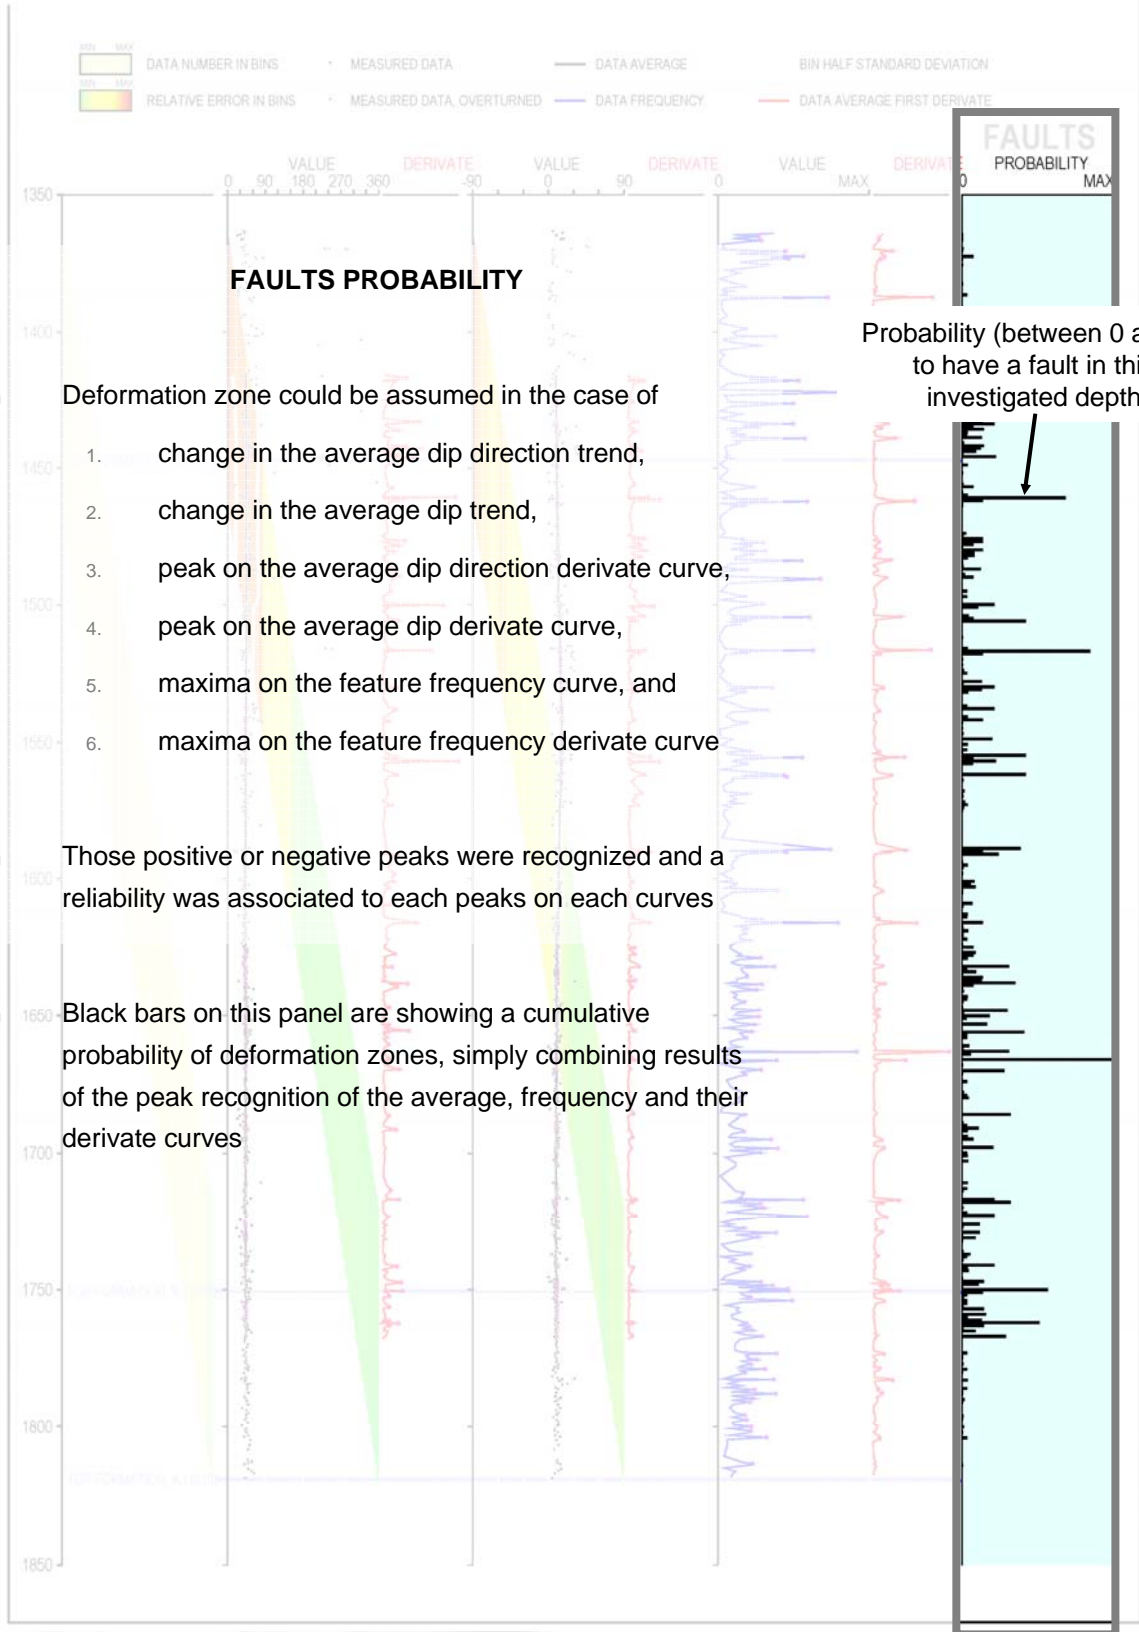 MIN MAX
DATA NUMBER IN BINS
MEASURED DATA
DATA AVERAGE
BIN HALF STANDARD DEVIATION
MIN MAX
RELATIVE ERROR IN BINS
MEASURED DATA, OVERTURNED
DATA FREQUENCY
DATA AVERAGE FIRST DERIVATE
FAULTS
VALUE DERIVATE VALUE DERIVATE VALUE DERIVATE PROBABILITY
0 90 180 270 360 -90 0 90 0 MAX 0 MAX
1350
FAULTS PROBABILITY
1400
Probability (between 0 a
to have a fault in thi
investigated depth
Deformation zone could be assumed in the case of
1. change in the average dip direction trend,
1450
2. change in the average dip trend,
3. peak on the average dip direction derivate curve,
1500
4. peak on the average dip derivate curve,
5. maxima on the feature frequency curve, and
1550
6. maxima on the feature frequency derivate curve
Those positive or negative peaks were recognized and a
1600
reliability was associated to each peaks on each curves
1650
Black bars on this panel are showing a cumulative
probability of deformation zones, simply combining results
of the peak recognition of the average, frequency and their
derivate curves
1700
1750
1800
1850